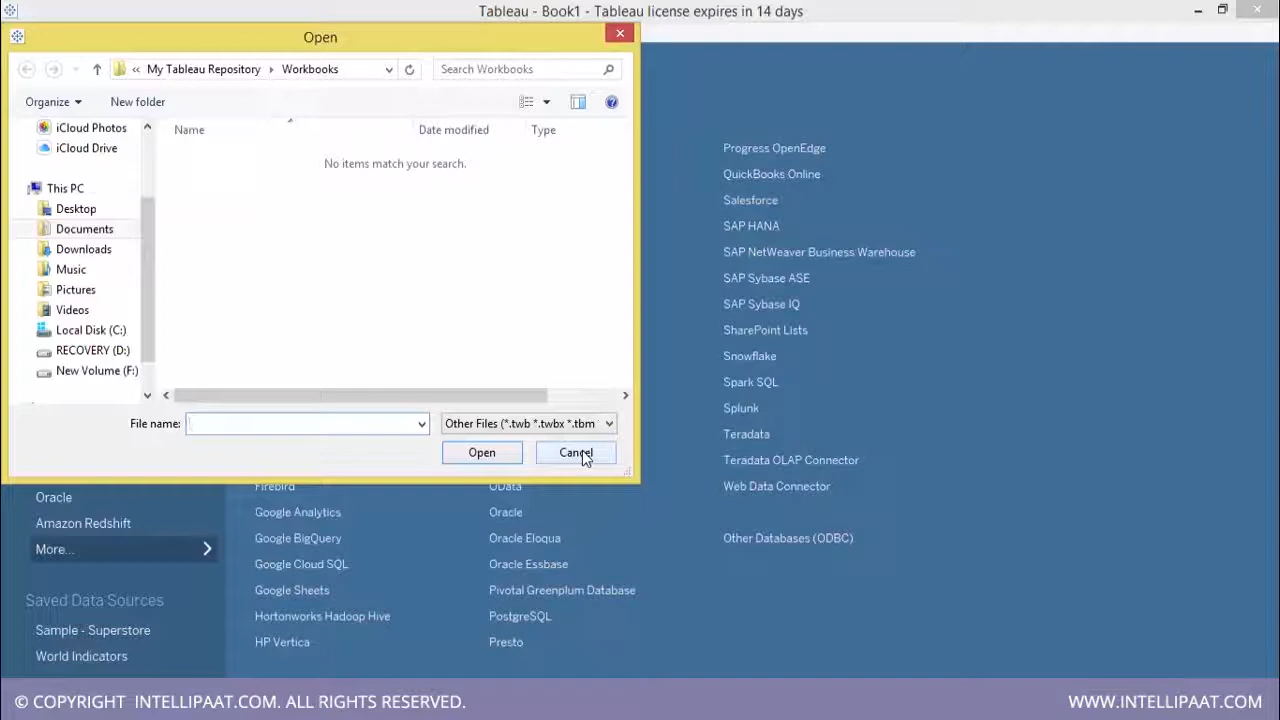 Tableau - Book1 - Tableau license expires in 14 days
Open
« My Tableau Repository › Workbooks
Search Workbooks
Organize
New folder
iCloud Photos
iCloud Drive
This PC
Desktop
Documents
Downloads
Music
Pictures
Videos
Local Disk (C:)
RECOVERY (D:)
New Volume (F:)
Name
Date modified
Type
No items match your search.
File name:
Other Files (*.twb *.twbx *.tbm
Open
Cancel
Oracle
Amazon Redshift
More...
Saved Data Sources
Sample - Superstore
World Indicators
Firebird
Google Analytics
Google BigQuery
Google Cloud SQL
Google Sheets
Hortonworks Hadoop Hive
HP Vertica
OData
Oracle
Oracle Eloqua
Oracle Essbase
Pivotal Greenplum Database
PostgreSQL
Presto
Progress OpenEdge
QuickBooks Online
Salesforce
SAP HANA
SAP NetWeaver Business Warehouse
SAP Sybase ASE
SAP Sybase IQ
SharePoint Lists
Snowflake
Spark SQL
Splunk
Teradata
Teradata OLAP Connector
Web Data Connector
Other Databases (ODBC)
© COPYRIGHT INTELLIPAAT.COM. ALL RIGHTS RESERVED.
WWW.INTELLIPAAT.COM